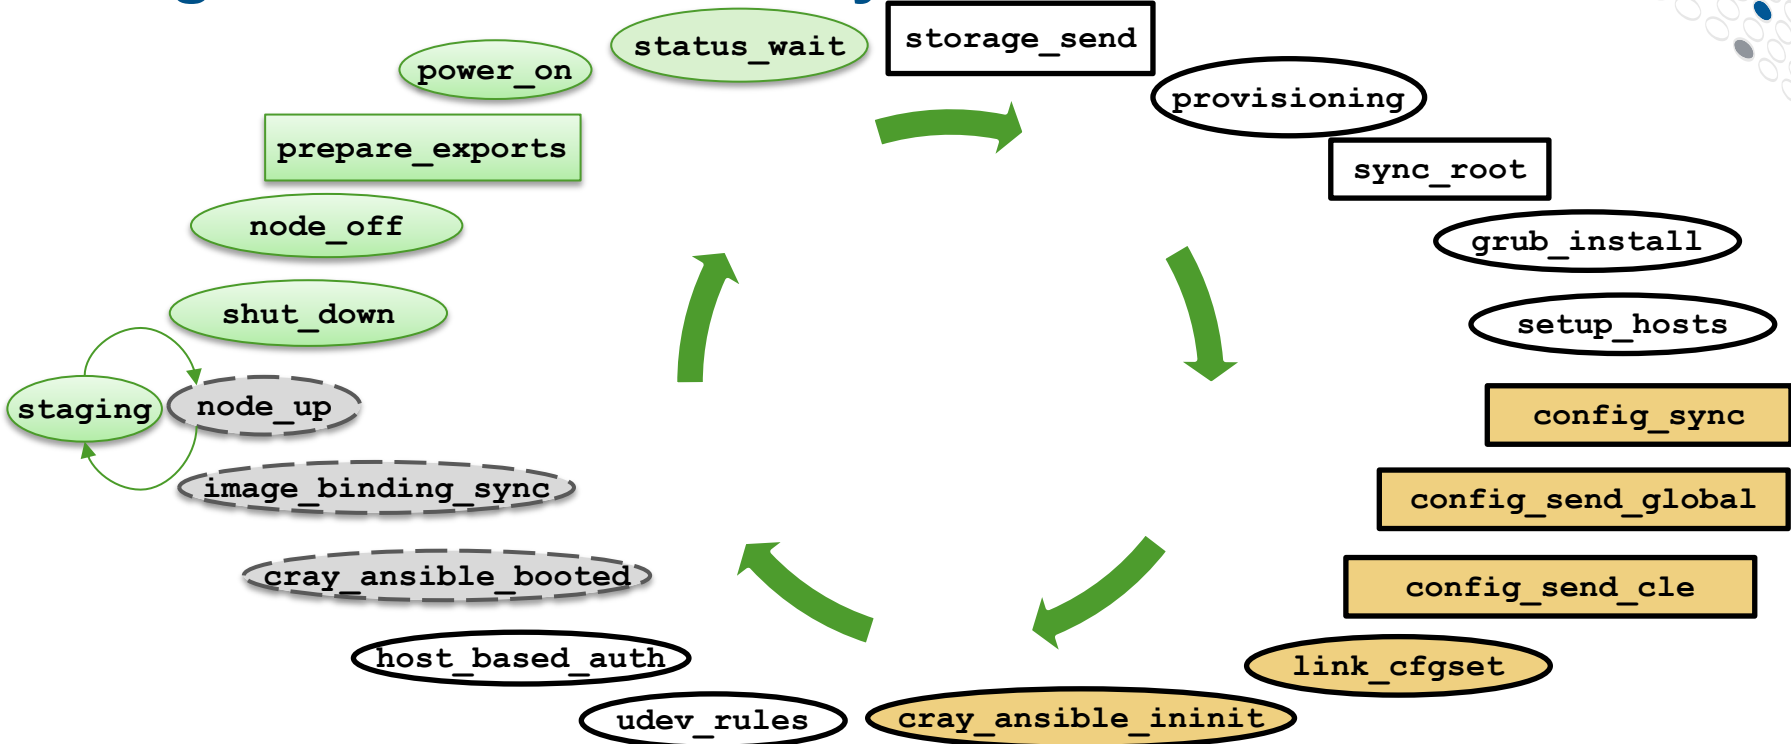 status_wait
storage_send
power_on
provisioning
prepare_exports
sync_root
node_off
grub_install
shut_down
setup_hosts
staging
node_up
config_sync
image_binding_sync
config_send_global
cray_ansible_booted
config_send_cle
host_based_auth
link_cfgset
udev_rules
cray_ansible_ininit